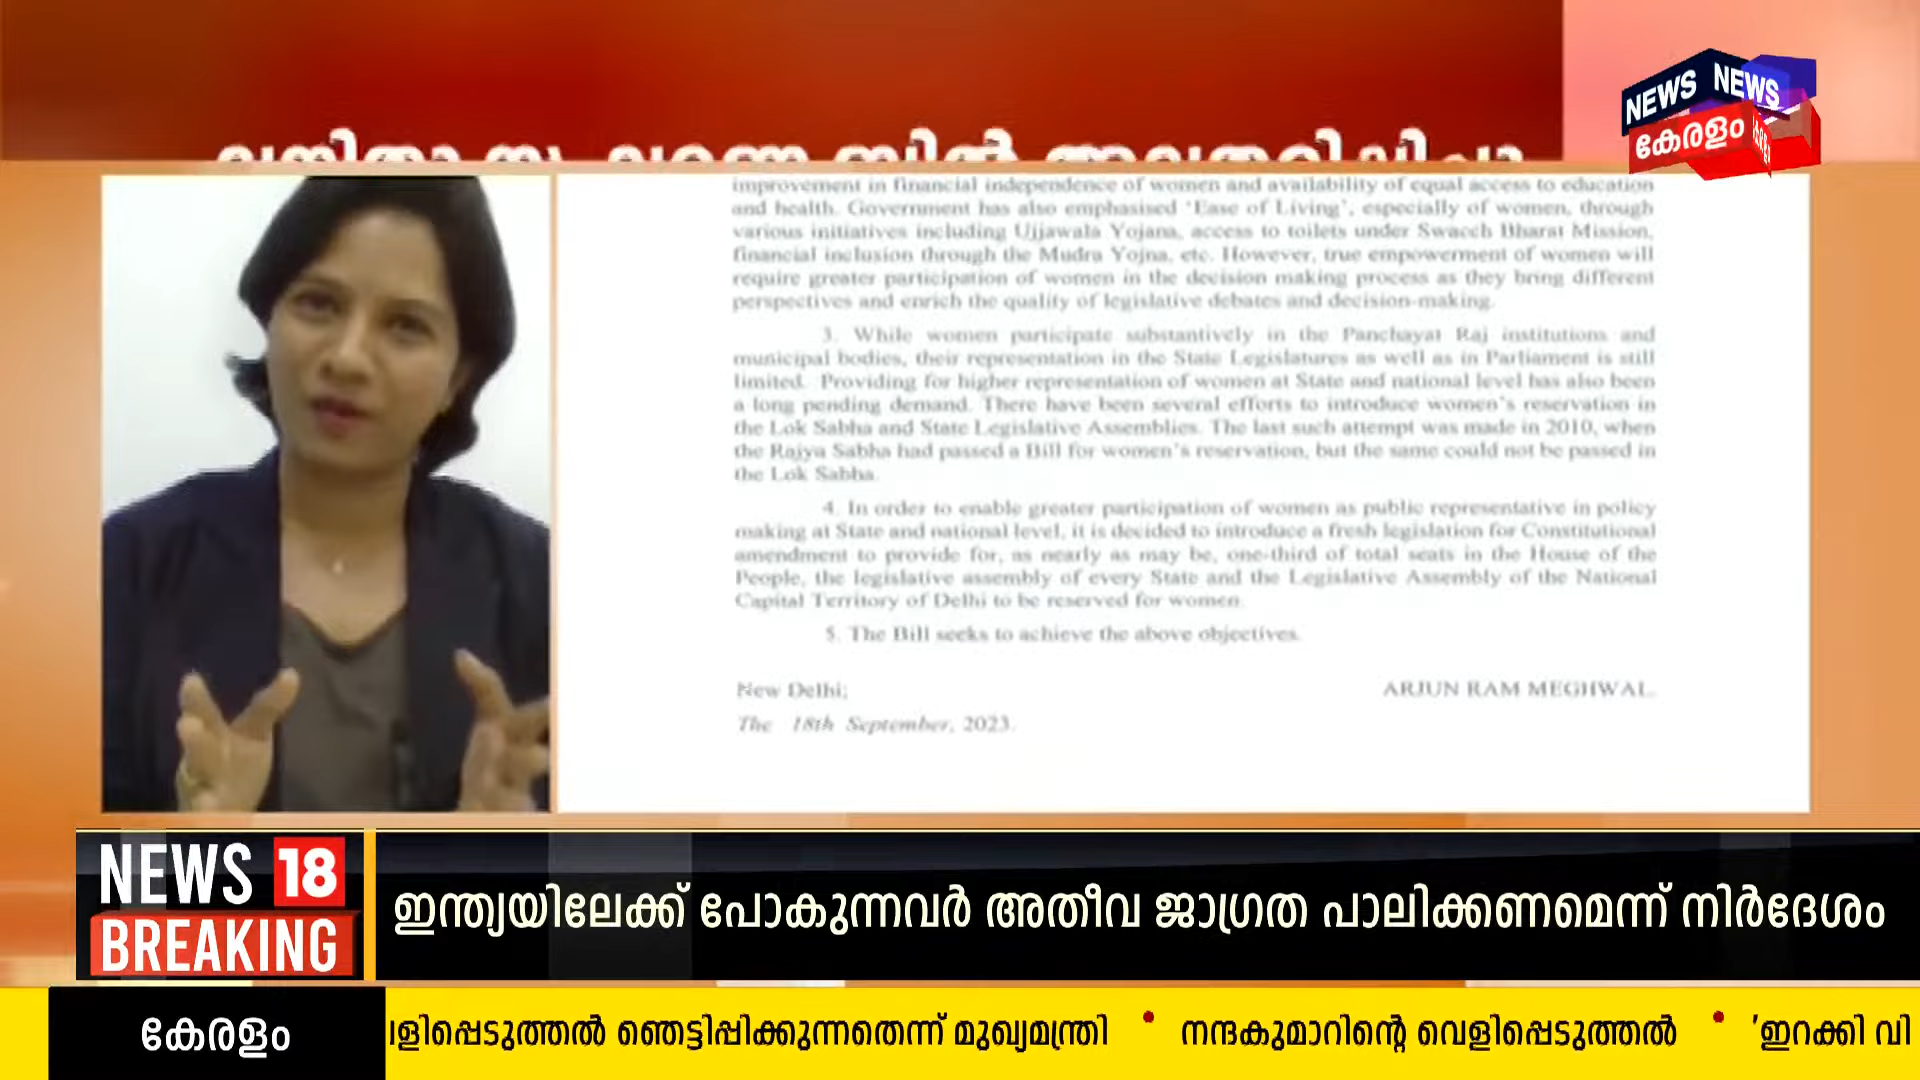 NEWS NEWS
കേരളം
improvement in financial independence of women and availability of equal access to education
and health. Government has also emphasised ‘Ease of Living’, especially of women, through
various initiatives including Ujjawala Yojana, access to toilets under Swacch Bharat Mission,
financial inclusion through the Mudra Yojna, etc. However, true empowerment of women will
require greater participation of women in the decision making process as they bring different
perspectives and enrich the quality of legislative debates and decision-making.
3. While women participate substantively in the Panchayat Raj institutions and
municipal bodies, their representation in the State Legislatures as well as in Parliament is still
limited. Providing for higher representation of women at State and national level has also been
a long pending demand. There have been several efforts to introduce women’s reservation in
the Lok Sabha and State Legislative Assemblies. The last such attempt was made in 2010, when
the Rajya Sabha had passed a Bill for women’s reservation, but the same could not be passed in
the Lok Sabha.
4. In order to enable greater participation of women as public representative in policy
making at State and national level, it is decided to introduce a fresh legislation for Constitutional
amendment to provide for, as nearly as may be, one-third of total seats in the House of the
People, the legislative assembly of every State and the Legislative Assembly of the National
Capital Territory of Delhi to be reserved for women.
5. The Bill seeks to achieve the above objectives.
New Delhi; ARJUN RAM MEGHWAL.
The 18th September, 2023.
NEWS 18
BREAKING
ഇന്ത്യയിലേക്ക് പോകുന്നവർ അതീവ ജാഗ്രത പാലിക്കണമെന്ന് നിർദേശം
കേരളം
ളിപ്പെടുത്തൽ ഞെട്ടിപ്പിക്കുന്നതെന്ന് മുഖ്യമന്ത്രി • നന്ദകുമാറിന്റെ വെളിപ്പെടുത്തൽ • 'ഇറക്കി വി